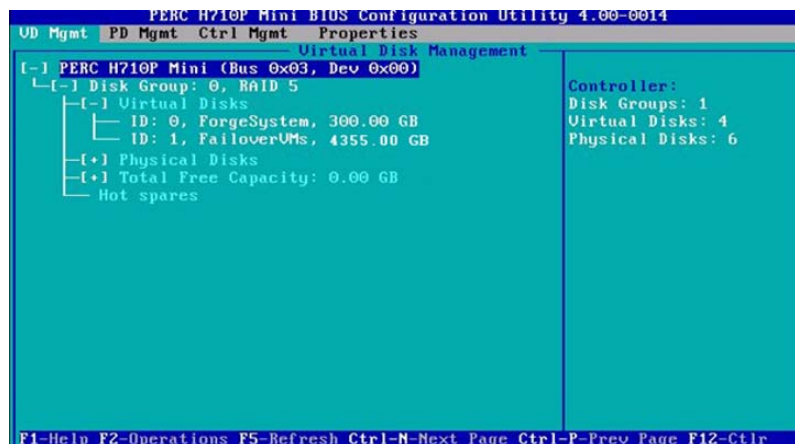 PERC H710P Mini BIOS Configuration Utility 4.00-0014
VD Mgmt PD Mgmt Ctrl Mgmt Properties
Virtual Disk Management
[-] PERC H710P Mini (Bus 0x03, Dev 0x00)
[-] Disk Group: 0, RAID 5
[-] Virtual Disks
ID: 0, ForgeSystem, 300.00 GB
ID: 1, FailoverVMs, 4355.00 GB
[+] Physical Disks
[+] Total Free Capacity: 0.00 GB
Hot spares
Controller:
Disk Groups: 1
Virtual Disks: 4
Physical Disks: 6
F1-Help F2-Operations F5-Refresh Ctrl-N-Next Page Ctrl-P-Prev Page F12-Ctlr